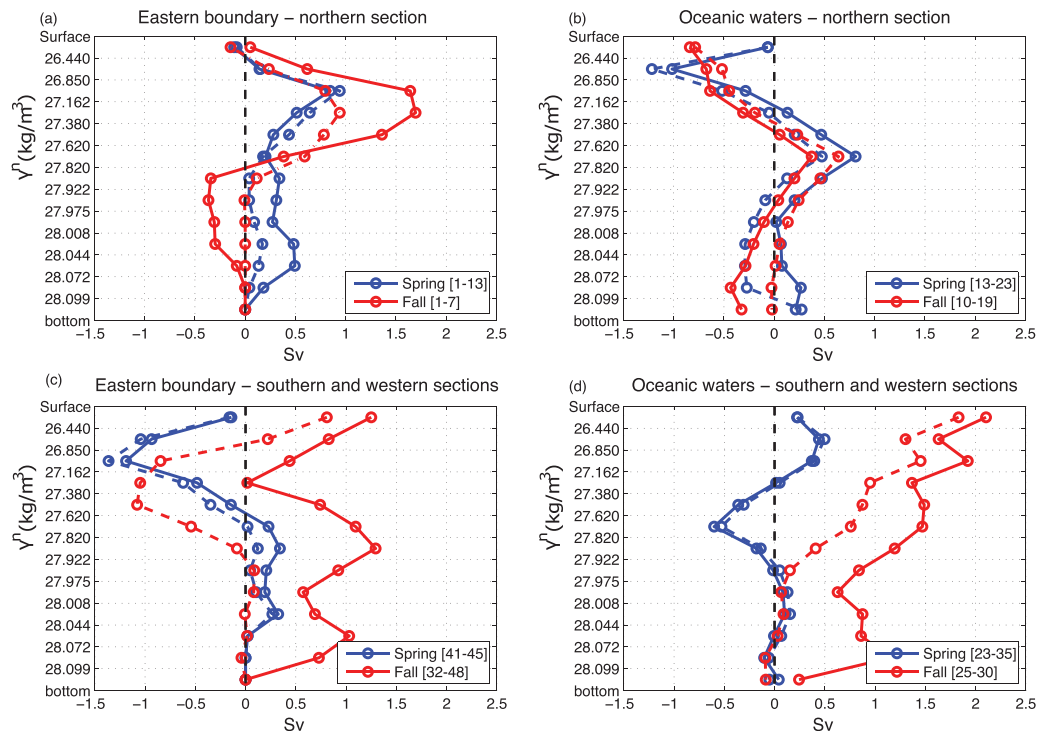 (a)
Eastern boundary – northern section
Surface
26.440
26.850
27.162
27.380
27.620
27.820
27.922
27.975
28.008
28.044
28.072
28.099
bottom
γⁿ (kg/m³)
Spring [1-13]
Fall [1-7]
−1.5 −1 −0.5 0 0.5 1 1.5 2 2.5
Sv
(b)
Oceanic waters – northern section
Surface
26.440
26.850
27.162
27.380
27.620
27.820
27.922
27.975
28.008
28.044
28.072
28.099
bottom
γⁿ (kg/m³)
Spring [13-23]
Fall [10-19]
−1.5 −1 −0.5 0 0.5 1 1.5 2 2.5
Sv
(c)
Eastern boundary – southern and western sections
Surface
26.440
26.850
27.162
27.380
27.620
27.820
27.922
27.975
28.008
28.044
28.072
28.099
bottom
γⁿ (kg/m³)
Spring [41-45]
Fall [32-48]
−1.5 −1 −0.5 0 0.5 1 1.5 2 2.5
Sv
(d)
Oceanic waters – southern and western sections
Surface
26.440
26.850
27.162
27.380
27.620
27.820
27.922
27.975
28.008
28.044
28.072
28.099
bottom
γⁿ (kg/m³)
Spring [23-35]
Fall [25-30]
−1.5 −1 −0.5 0 0.5 1 1.5 2 2.5
Sv